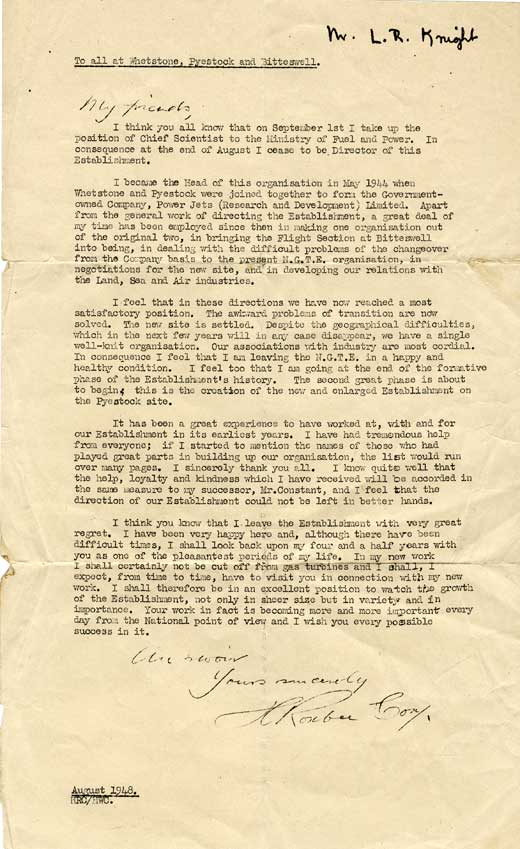 Mr. L. R. Knight
To all at Whetstone, Pyestock and Bitteswell.
My friends,
I think you all know that on September 1st I take up the
position of Chief Scientist to the Ministry of Fuel and Power. In
consequence at the end of August I cease to be Director of this
Establishment.
I became the Head of this organisation in May 1944 when
Whetstone and Pyestock were joined together to form the Government-
owned Company, Power Jets (Research and Development) Limited. Apart
from the general work of directing the Establishment, a great deal of
my time has been employed since then in making one organisation out
of the original two, in bringing the Flight Section at Bitteswell
into being, in dealing with the difficult problems of the changeover
from the Company basis to the present N.G.T.E. organisation, in
negotiations for the new site, and in developing our relations with
the Land, Sea and Air industries.
I feel that in these directions we have now reached a most
satisfactory position. The awkward problems of transition are now
solved. The new site is settled. Despite the geographical difficulties,
which in the next few years will in any case disappear, we have a single
well-knit organisation. Our associations with industry are most cordial.
In consequence I feel that I am leaving the N.G.T.E. in a happy and
healthy condition. I feel too that I am going at the end of the formative
phase of the Establishment's history. The second great phase is about
to begin; this is the creation of the new and enlarged Establishment on
the Pyestock site.
It has been a great experience to have worked at, with and for
our Establishment in its earliest years. I have had tremendous help
from everyone; if I started to mention the names of those who had
played great parts in building up our organisation, the list would run
over many pages. I sincerely thank you all. I know quite well that
the help, loyalty and kindness which I have received will be accorded in
the same measure to my successor, Mr.Constant, and I feel that the
direction of our Establishment could not be left in better hands.
I think you know that I leave the Establishment with very great
regret. I have been very happy here and, although there have been
difficult times, I shall look back upon my four and a half years with
you as one of the pleasantest periods of my life. In my new work
I shall certainly not be cut off from gas turbines and I shall, I
expect, from time to time, have to visit you in connection with my new
work. I shall therefore be in an excellent position to watch the growth
of the Establishment, not only in sheer size but in variety and in
importance. Your work in fact is becoming more and more important every
day from the National point of view and I wish you every possible
success in it.
Au revoir
Yours sincerely
H Roxbee Cox.
August 1948.
HRC/HWC.